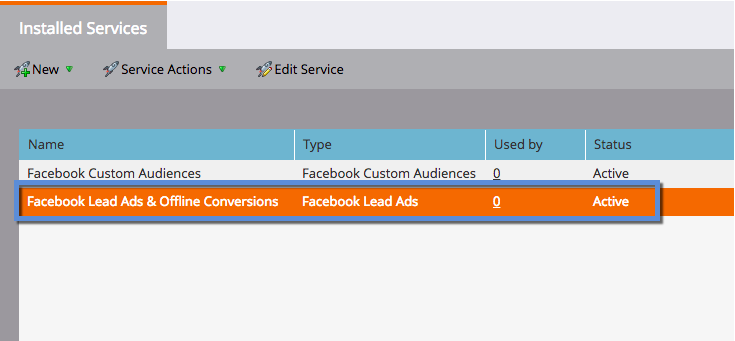 Installed Services
New Service Actions Edit Service
Name Type Used by Status
Facebook Custom Audiences Facebook Custom Audiences 0 Active
Facebook Lead Ads & Offline Conversions Facebook Lead Ads 0 Active